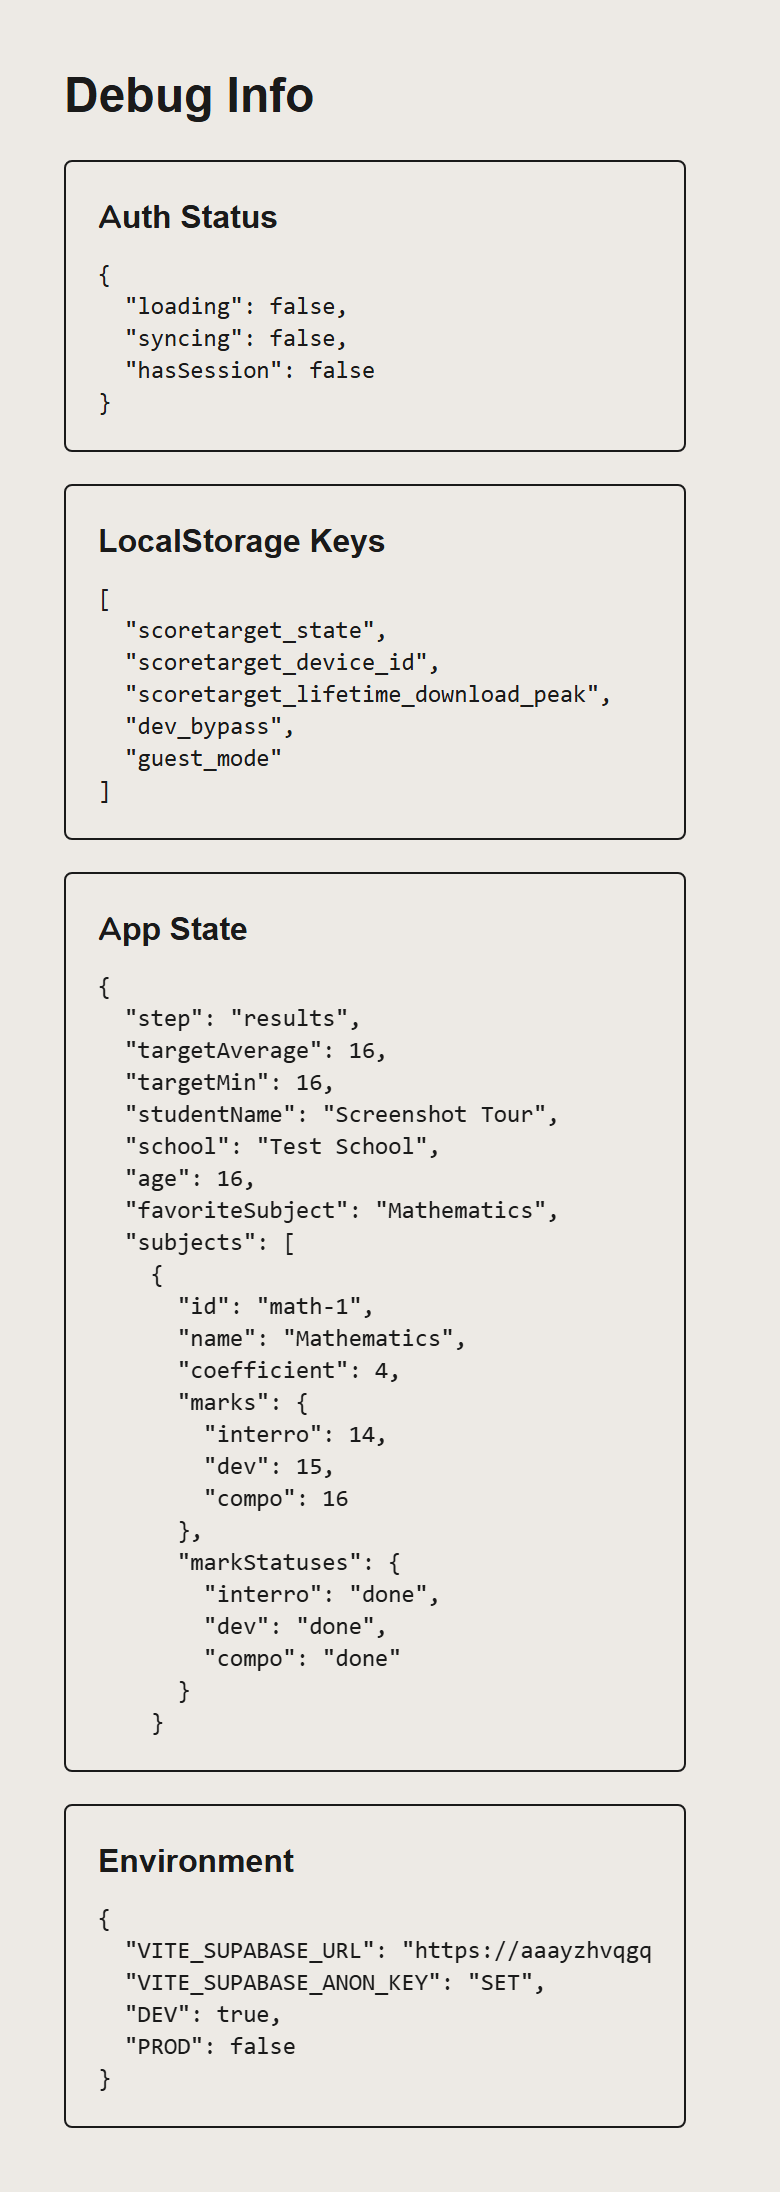 Debug Info
Auth Status
{
  "loading": false,
  "syncing": false,
  "hasSession": false
}
LocalStorage Keys
[
  "scoretarget_state",
  "scoretarget_device_id",
  "scoretarget_lifetime_download_peak",
  "dev_bypass",
  "guest_mode"
]
App State
{
  "step": "results",
  "targetAverage": 16,
  "targetMin": 16,
  "studentName": "Screenshot Tour",
  "school": "Test School",
  "age": 16,
  "favoriteSubject": "Mathematics",
  "subjects": [
    {
      "id": "math-1",
      "name": "Mathematics",
      "coefficient": 4,
      "marks": {
        "interro": 14,
        "dev": 15,
        "compo": 16
      },
      "markStatuses": {
        "interro": "done",
        "dev": "done",
        "compo": "done"
      }
    }
Environment
{
  "VITE_SUPABASE_URL": "https://aaayzhvqgq
  "VITE_SUPABASE_ANON_KEY": "SET",
  "DEV": true,
  "PROD": false
}